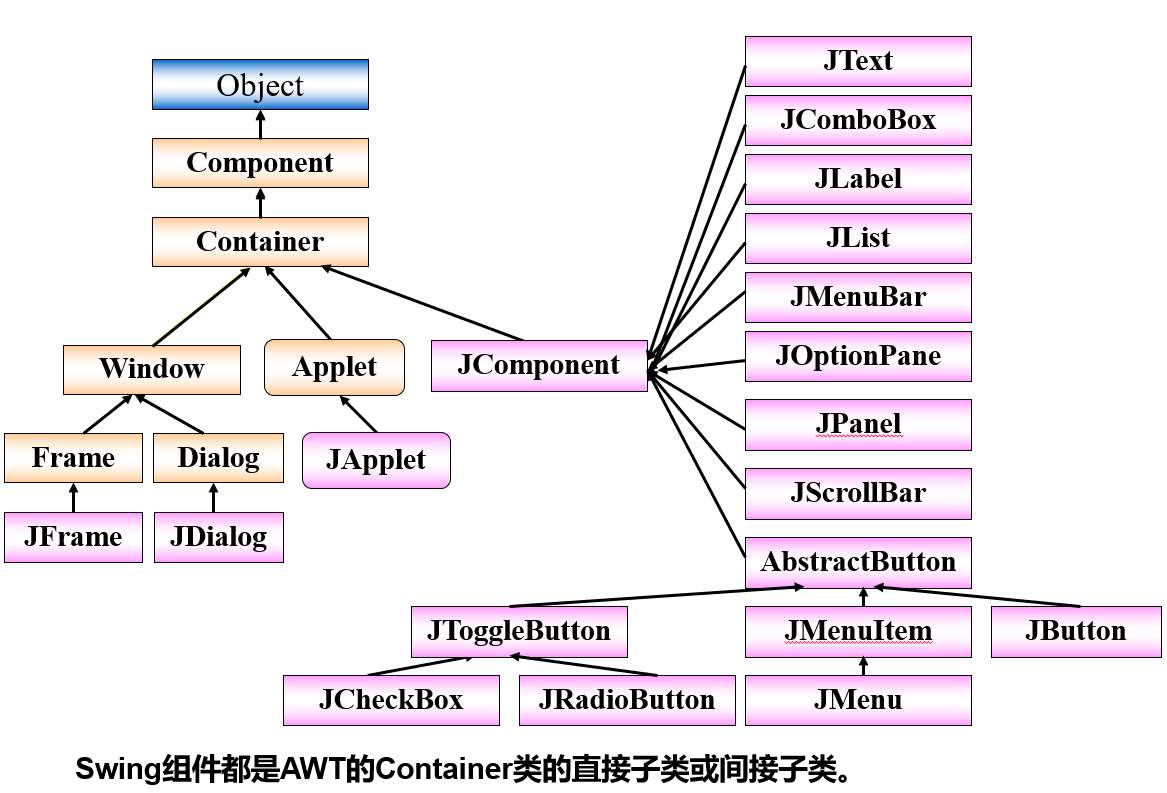 Object
Component
Container
Window
Applet
JComponent
Frame
Dialog
JApplet
JFrame
JDialog
JText
JComboBox
JLabel
JList
JMenuBar
JOptionPane
JPanel
JScrollBar
AbstractButton
JToggleButton
JMenuItem
JButton
JCheckBox
JRadioButton
JMenu
Swing组件都是AWT的Container类的直接子类或间接子类。